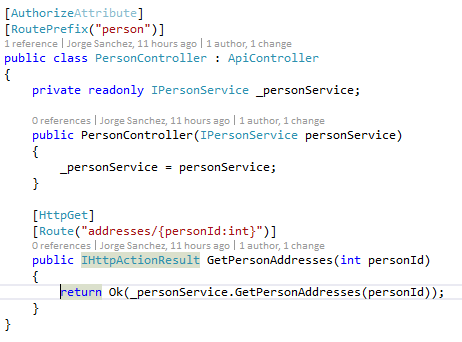 [AuthorizeAttribute]
[RoutePrefix("person")]
1 reference | Jorge Sanchez, 11 hours ago | 1 author, 1 change
public class PersonController : ApiController
{
    private readonly IPersonService _personService;
    0 references | Jorge Sanchez, 11 hours ago | 1 author, 1 change
    public PersonController(IPersonService personService)
    {
        _personService = personService;
    }
    [HttpGet]
    [Route("addresses/{personId:int}")]
    0 references | Jorge Sanchez, 11 hours ago | 1 author, 1 change
    public IHttpActionResult GetPersonAddresses(int personId)
    {
        return Ok(_personService.GetPersonAddresses(personId));
    }
}